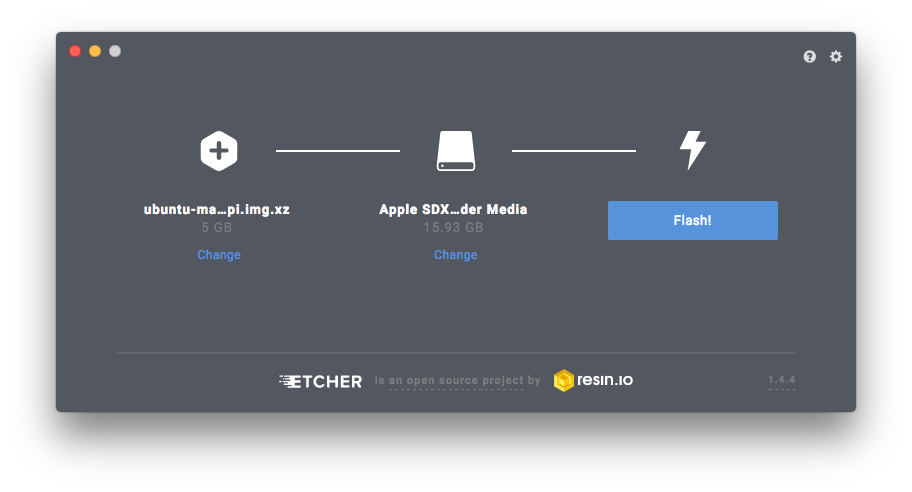 ubuntu-ma...pi.img.xz
5 GB
Change
Apple SDX...der Media
15.93 GB
Change
Flash!
ETCHER is an open source project by resin.io
1.4.4